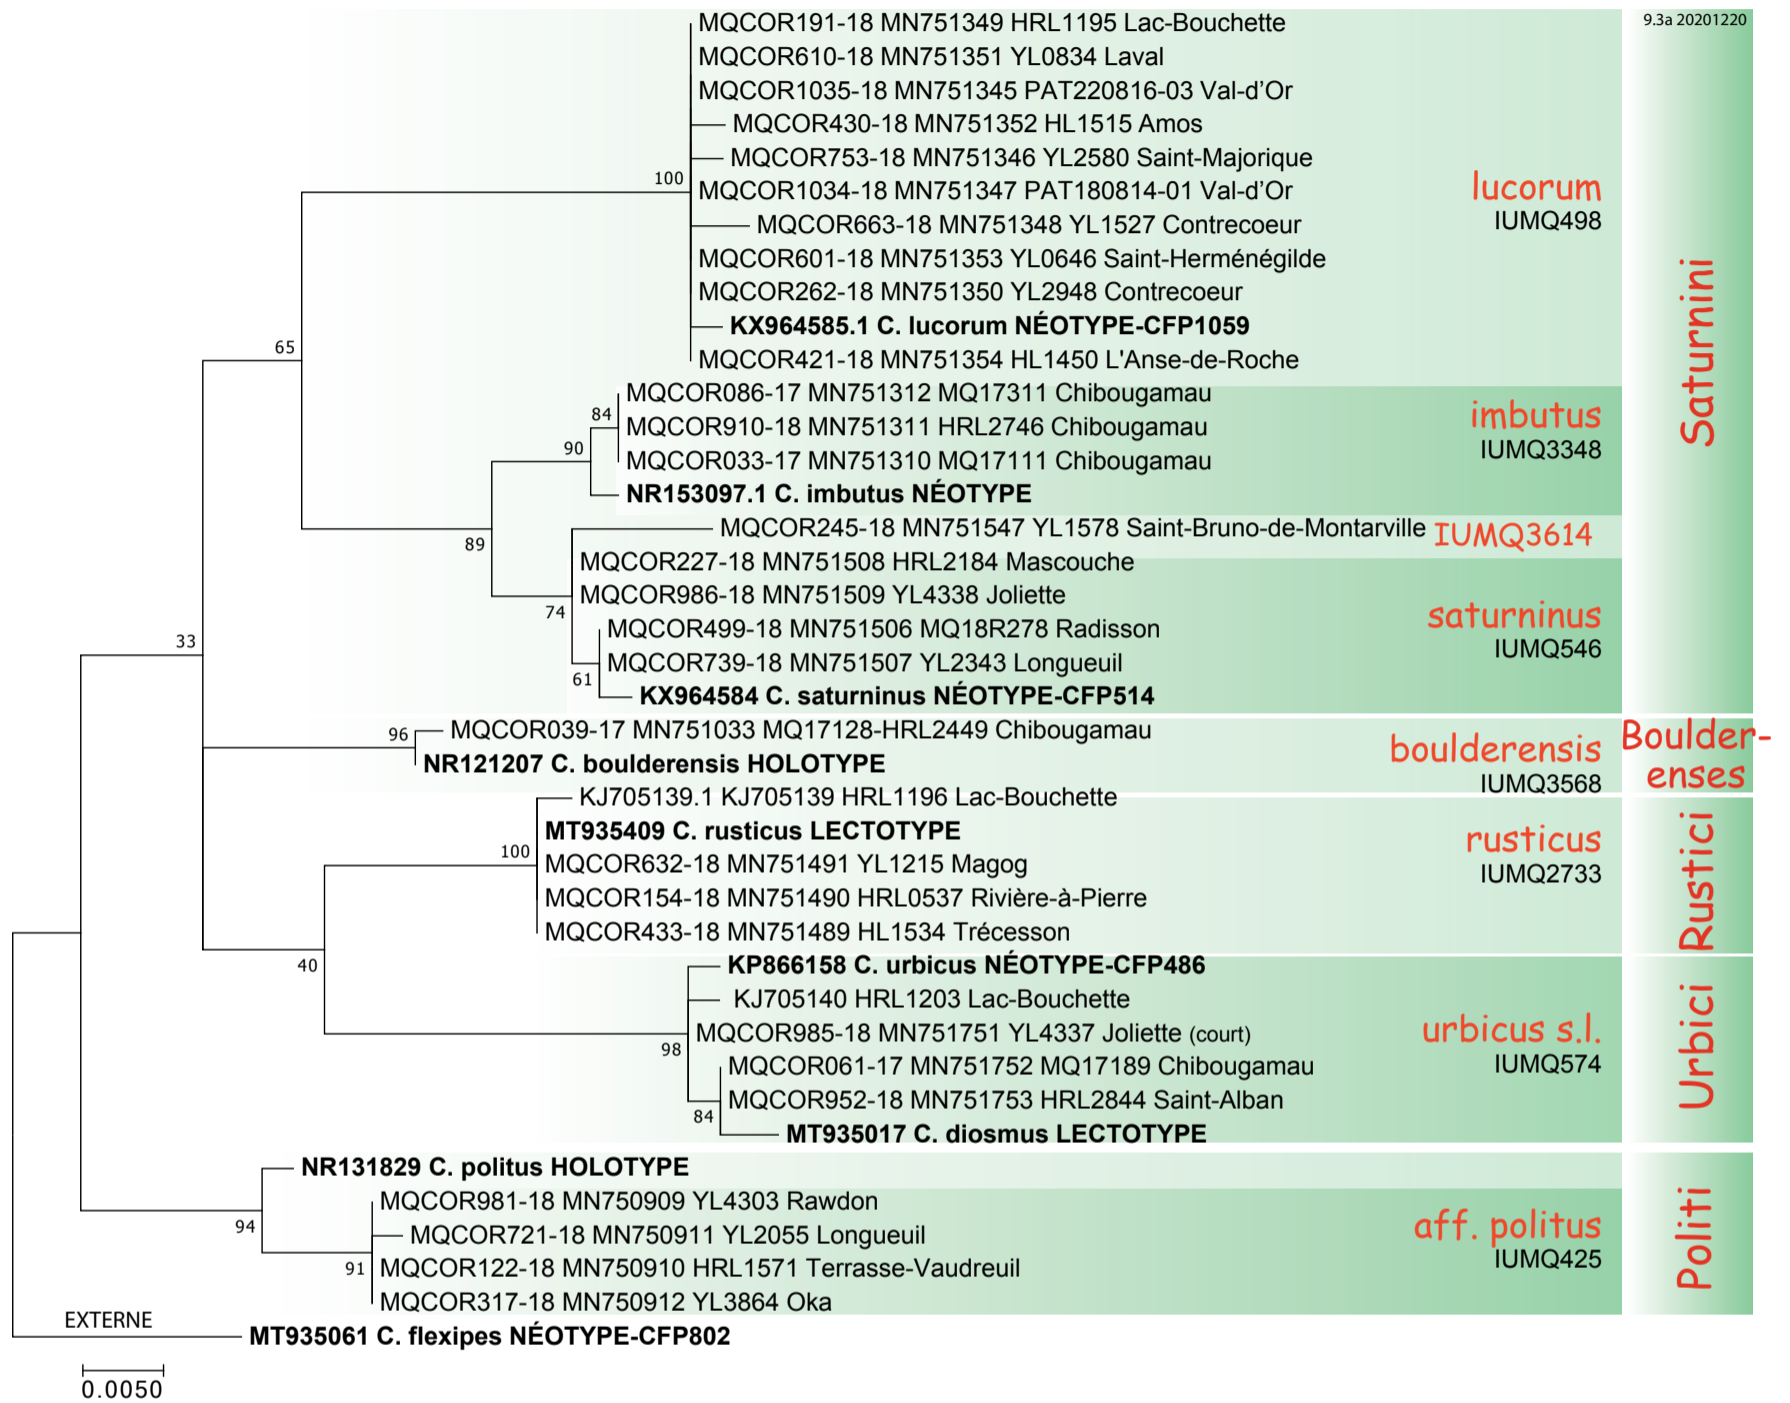 9.3a 20201220
MQCOR191-18 MN751349 HRL1195 Lac-Bouchette
MQCOR610-18 MN751351 YL0834 Laval
MQCOR1035-18 MN751345 PAT220816-03 Val-d’Or
MQCOR430-18 MN751352 HL1515 Amos
MQCOR753-18 MN751346 YL2580 Saint-Majorique
100
MQCOR1034-18 MN751347 PAT180814-01 Val-d’Or
lucorum
IUMQ498
MQCOR663-18 MN751348 YL1527 Contrecoeur
MQCOR601-18 MN751353 YL0646 Saint-Herménégilde
MQCOR262-18 MN751350 YL2948 Contrecoeur
KX964585.1 C. lucorum NÉOTYPE-CFP1059
65
MQCOR421-18 MN751354 HL1450 L'Anse-de-Roche
Saturnini
MQCOR086-17 MN751312 MQ17311 Chibougamau
84
imbutus
MQCOR910-18 MN751311 HRL2746 Chibougamau
90
IUMQ3348
MQCOR033-17 MN751310 MQ17111 Chibougamau
NR153097.1 C. imbutus NÉOTYPE
MQCOR245-18 MN751547 YL1578 Saint-Bruno-de-Montarville
IUMQ3614
89
MQCOR227-18 MN751508 HRL2184 Mascouche
MQCOR986-18 MN751509 YL4338 Joliette
74
saturninus
MQCOR499-18 MN751506 MQ18R278 Radisson
33
IUMQ546
MQCOR739-18 MN751507 YL2343 Longueuil
61
KX964584 C. saturninus NÉOTYPE-CFP514
96
MQCOR039-17 MN751033 MQ17128-HRL2449 Chibougamau
boulderensis
Boulder-
enses
NR121207 C. boulderensis HOLOTYPE
IUMQ3568
KJ705139.1 KJ705139 HRL1196 Lac-Bouchette
MT935409 C. rusticus LECTOTYPE
rusticus
100
MQCOR632-18 MN751491 YL1215 Magog
IUMQ2733
Rustici
MQCOR154-18 MN751490 HRL0537 Rivière-à-Pierre
MQCOR433-18 MN751489 HL1534 Trécesson
40
KP866158 C. urbicus NÉOTYPE-CFP486
KJ705140 HRL1203 Lac-Bouchette
MQCOR985-18 MN751751 YL4337 Joliette (court)
urbicus s.l.
98
IUMQ574
Urbici
MQCOR061-17 MN751752 MQ17189 Chibougamau
MQCOR952-18 MN751753 HRL2844 Saint-Alban
84
MT935017 C. diosmus LECTOTYPE
NR131829 C. politus HOLOTYPE
MQCOR981-18 MN750909 YL4303 Rawdon
94
MQCOR721-18 MN750911 YL2055 Longueuil
aff. politus
IUMQ425
Politi
91
MQCOR122-18 MN750910 HRL1571 Terrasse-Vaudreuil
MQCOR317-18 MN750912 YL3864 Oka
EXTERNE
MT935061 C. flexipes NÉOTYPE-CFP802
0.0050